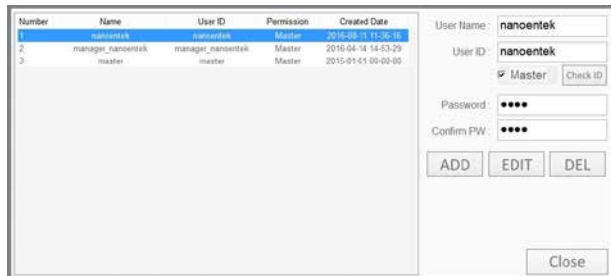 Number Name User ID Permission Created Date
1 nanoentek nanoentek Master 2016-08-11 11-36-16
2 manager_nanoentek manager_nanoentek Master 2016-04-14 14-53-29
3 master master Master 2015-01-01 00-00-00
User Name : nanoentek
User ID : nanoentek
Master Check ID
Password : ●●●●
Confirm PW : ●●●●
ADD EDIT DEL
Close